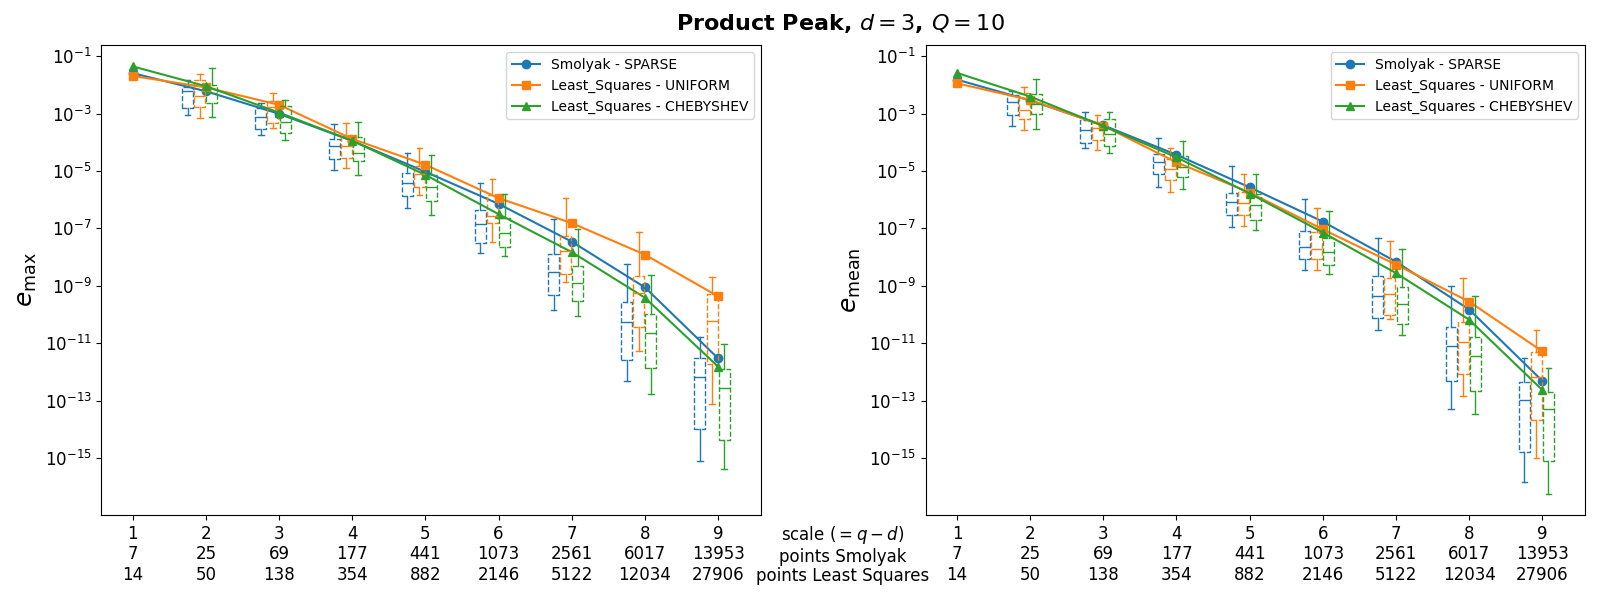 Product Peak, d = 3, Q = 10
10⁻¹
10⁻³
10⁻⁵
10⁻⁷
10⁻⁹
10⁻¹¹
10⁻¹³
10⁻¹⁵
e_max
Smolyak - SPARSE
Least_Squares - UNIFORM
Least_Squares - CHEBYSHEV
1 2 3 4 5 6 7 8 9
7 25 69 177 441 1073 2561 6017 13953
14 50 138 354 882 2146 5122 12034 27906
scale (= q − d)
points Smolyak
points Least Squares
10⁻¹
10⁻³
10⁻⁵
10⁻⁷
10⁻⁹
10⁻¹¹
10⁻¹³
10⁻¹⁵
e_mean
Smolyak - SPARSE
Least_Squares - UNIFORM
Least_Squares - CHEBYSHEV
1 2 3 4 5 6 7 8 9
7 25 69 177 441 1073 2561 6017 13953
14 50 138 354 882 2146 5122 12034 27906